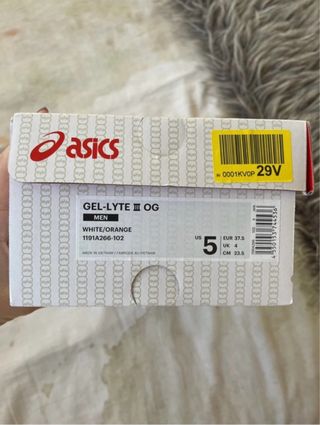 asics
0001KV0P 29V
GEL-LYTE III OG
MEN
WHITE/ORANGE
1191A266-102
US 5
EUR 37.5
UK 4
CM 23.5
MADE IN VIETNAM / FABRIQUÉ AU VIETNAM